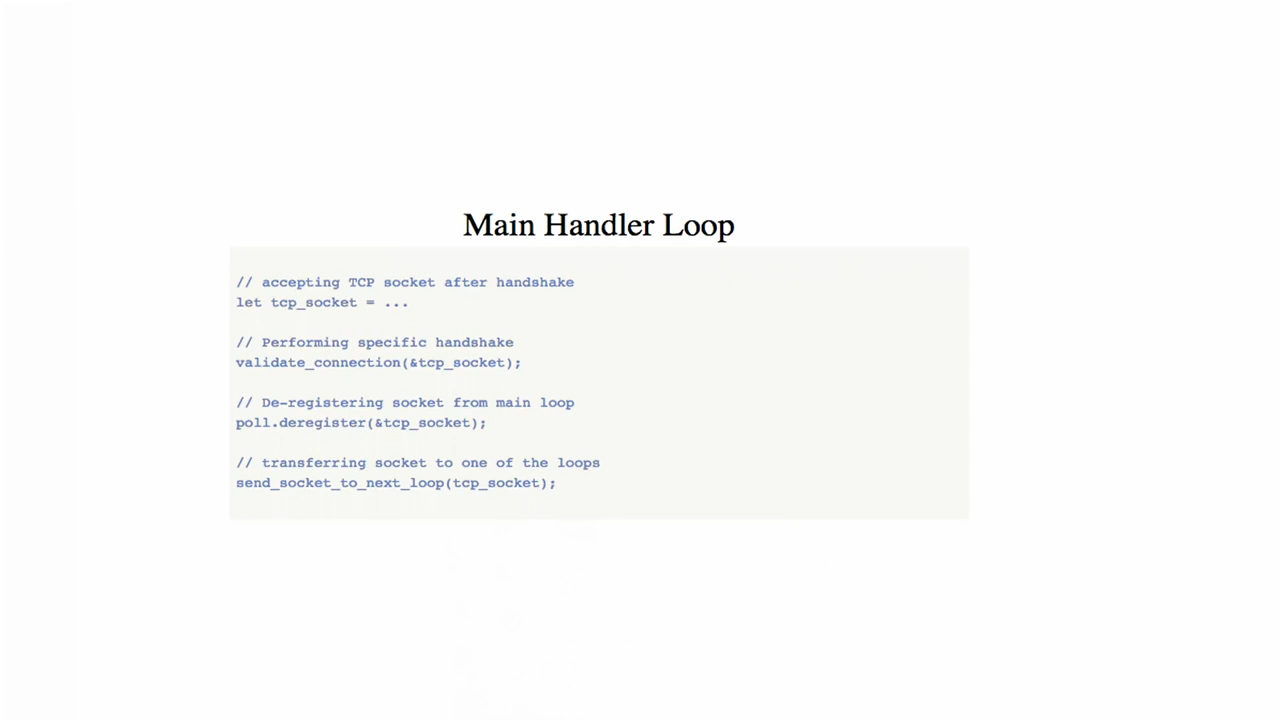 Main Handler Loop
// accepting TCP socket after handshake
let tcp_socket = ...
// Performing specific handshake
validate_connection(&tcp_socket);
// De-registering socket from main loop
poll.deregister(&tcp_socket);
// transferring socket to one of the loops
send_socket_to_next_loop(tcp_socket);